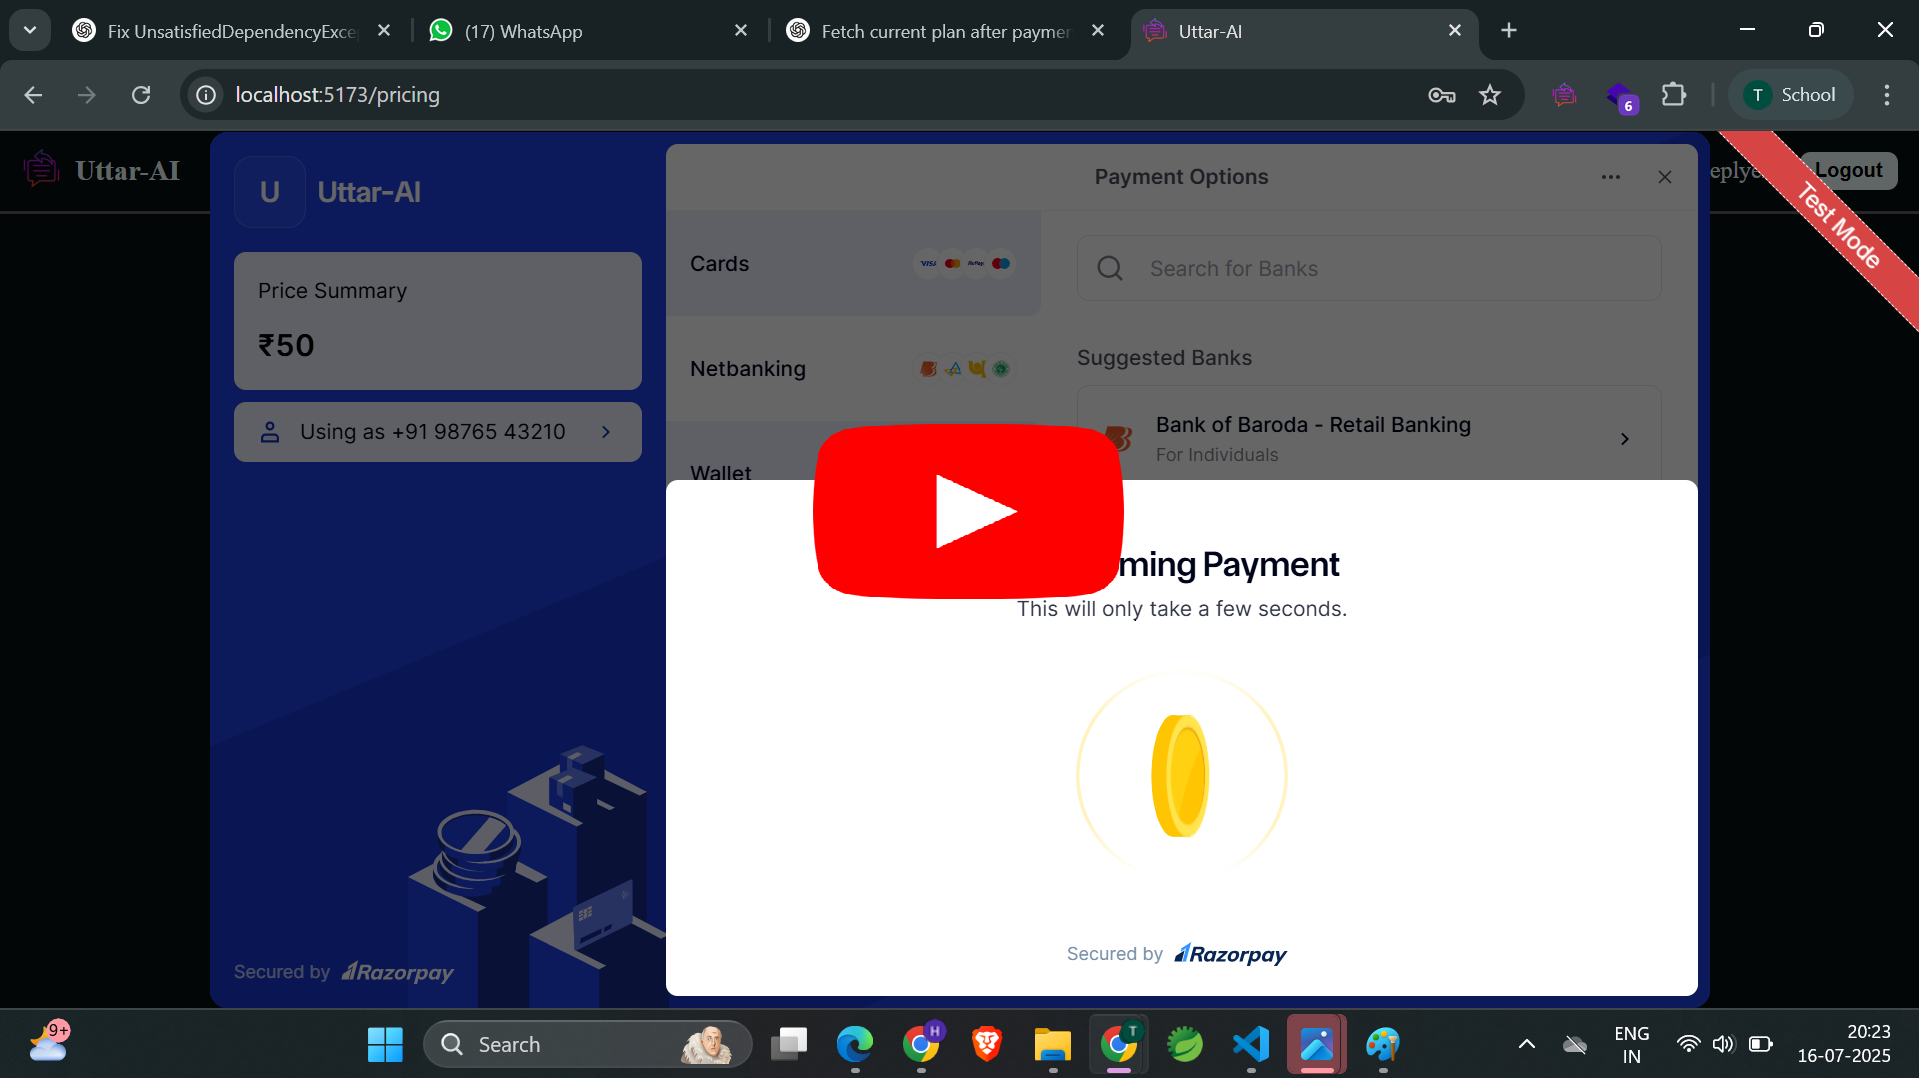 Fix UnsatisfiedDependencyExce
(17) WhatsApp
Fetch current plan after paymer
Uttar-AI
localhost:5173/pricing
6
T
School
Uttar-AI
U
Uttar-AI
Price Summary
₹50
Using as +91 98765 43210
Secured by Razorpay
Payment Options
Cards
VISA
RuPay
Netbanking
Wallet
Search for Banks
Suggested Banks
Bank of Baroda - Retail Banking
For Individuals
Logout
Test Mode
ming Payment
This will only take a few seconds.
Secured by Razorpay
9+
Search
H
T
ENG
IN
20:23
16-07-2025